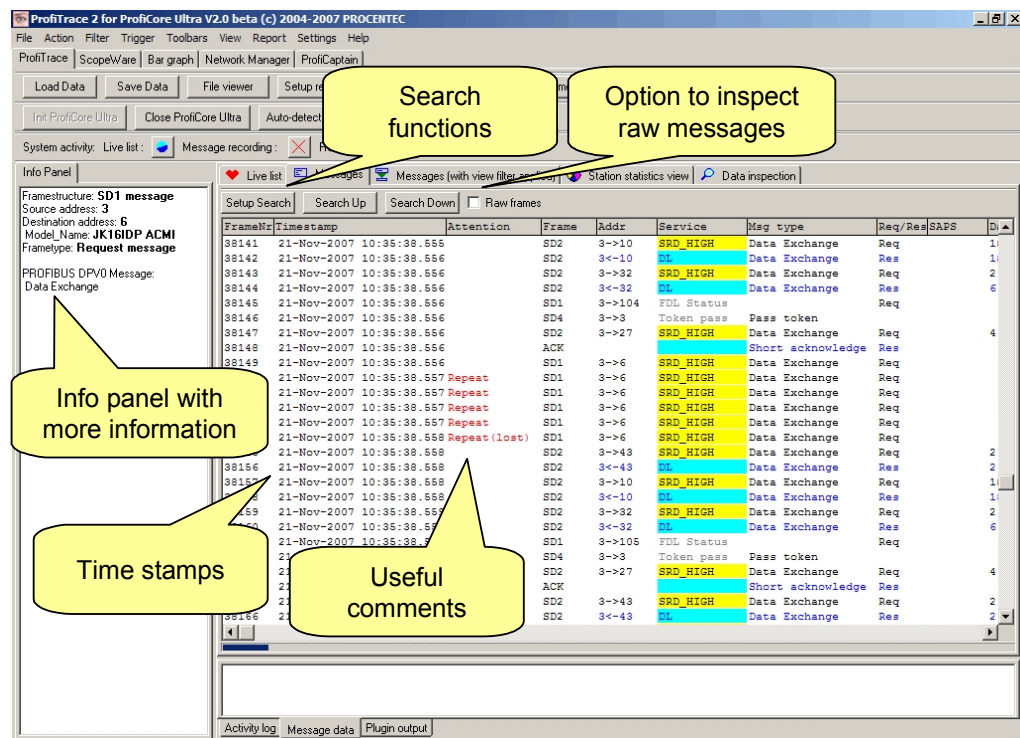 ProfiTrace 2 for ProfiCore Ultra V2.0 beta (c) 2004-2007 PROCENTEC
File Action Filter Trigger Toolbars View Report Settings Help
ProfiTrace ScopeWare Bar graph Network Manager ProfiCaptain
Load Data Save Data File viewer
Init ProfiCore Ultra Close ProfiCore Ultra
System activity: Live list :
Search
functions
Option to inspect
raw messages
Info Panel
Live list Messages Messages (with view filter Station statistics view Data inspection
Framestructure: SD1 message
Source address: 3
Destination address: 6
Model_Name: JK16IDP ACMI
Frametype: Request message
PROFIBUS DPV0 Message:
Data Exchange
Setup Search Search Up Search Down Raw frames
FrameNr Timestamp Attention Frame Addr Service Msg type Req/Res SAPS
38141 21-Nov-2007 10:35:38.555 SD2 3->10 SRD_HIGH Data Exchange Req
38142 21-Nov-2007 10:35:38.556 SD2 3<-10 DL Data Exchange Res
38143 21-Nov-2007 10:35:38.556 SD2 3->32 SRD_HIGH Data Exchange Req 2
38144 21-Nov-2007 10:35:38.556 SD2 3<-32 DL Data Exchange Res 6
38145 21-Nov-2007 10:35:38.556 SD1 3->104 FDL Status Req
38146 21-Nov-2007 10:35:38.556 SD4 3->3 Token pass Pass token
38147 21-Nov-2007 10:35:38.556 SD2 3->27 SRD_HIGH Data Exchange Req 4
38148 21-Nov-2007 10:35:38.556 ACK Short acknowledge Res
38149 21-Nov-2007 10:35:38.556 SD1 3->6 SRD_HIGH Data Exchange Req
21-Nov-2007 10:35:38.557 Repeat SD1 3->6 SRD_HIGH Data Exchange Req
21-Nov-2007 10:35:38.557 Repeat SD1 3->6 SRD_HIGH Data Exchange Req
21-Nov-2007 10:35:38.557 Repeat SD1 3->6 SRD_HIGH Data Exchange Req
21-Nov-2007 10:35:38.557 Repeat SD1 3->6 SRD_HIGH Data Exchange Req
21-Nov-2007 10:35:38.558 Repeat(lost) SD1 3->6 SRD_HIGH Data Exchange Req
21-Nov-2007 10:35:38.558 SD2 3->43 SRD_HIGH Data Exchange Req 2
38156 21-Nov-2007 10:35:38.558 SD2 3<-43 DL Data Exchange Res 2
38157 21-Nov-2007 10:35:38.558 SD2 3->10 SRD_HIGH Data Exchange Req
21-Nov-2007 10:35:38.558 SD2 3<-10 DL Data Exchange Res
21-Nov-2007 SD2 3->32 SRD_HIGH Data Exchange Req 2
21-Nov-2007 SD2 3<-32 DL Data Exchange Res 6
21-Nov-2007 SD1 3->105 FDL Status Req
SD4 3->3 Token pass Pass token
SD2 3->27 SRD_HIGH Data Exchange Req 4
ACK Short acknowledge Res
SD2 3->43 SRD_HIGH Data Exchange Req 2
38166 SD2 3<-43 DL Data Exchange Res 2
Info panel with
more information
Time stamps
Useful
comments
Activity log Message data Plugin output